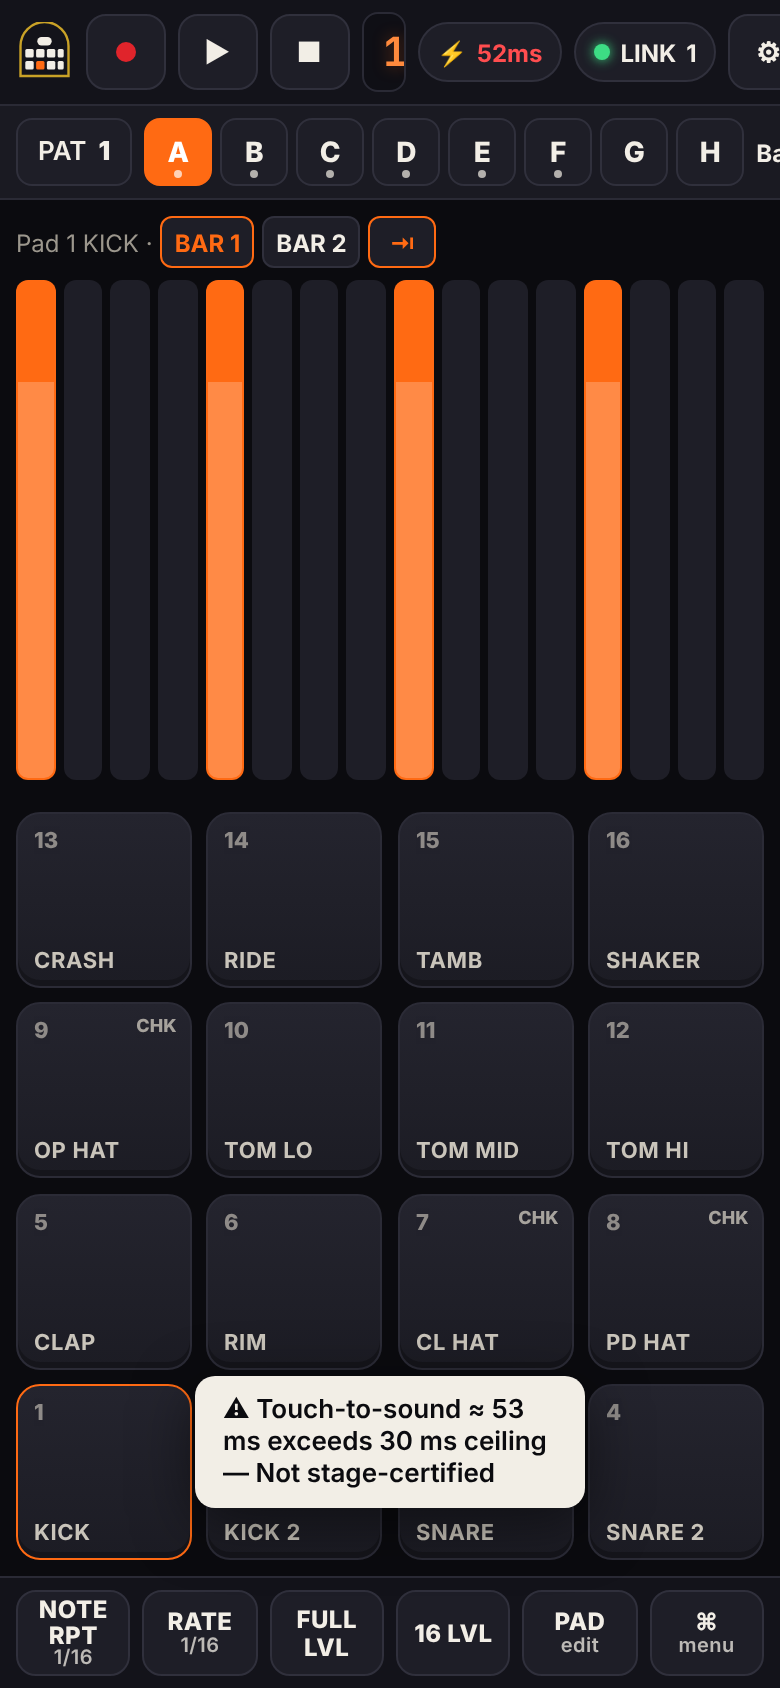 1 ⚡ 52ms LINK 1 ⚙
PAT 1 A B C D E F G H Ba
Pad 1 KICK · BAR 1 BAR 2 ⇥
13 14 15 16
CRASH RIDE TAMB SHAKER
9 CHK 10 11 12
OP HAT TOM LO TOM MID TOM HI
5 6 7 CHK 8 CHK
CLAP RIM CL HAT PD HAT
1 4
⚠ Touch-to-sound ≈ 53
ms exceeds 30 ms ceiling
— Not stage-certified
KICK KICK 2 SNARE SNARE 2
NOTE
RPT
1/16
RATE
1/16
FULL
LVL
16 LVL
PAD
edit
⌘
menu